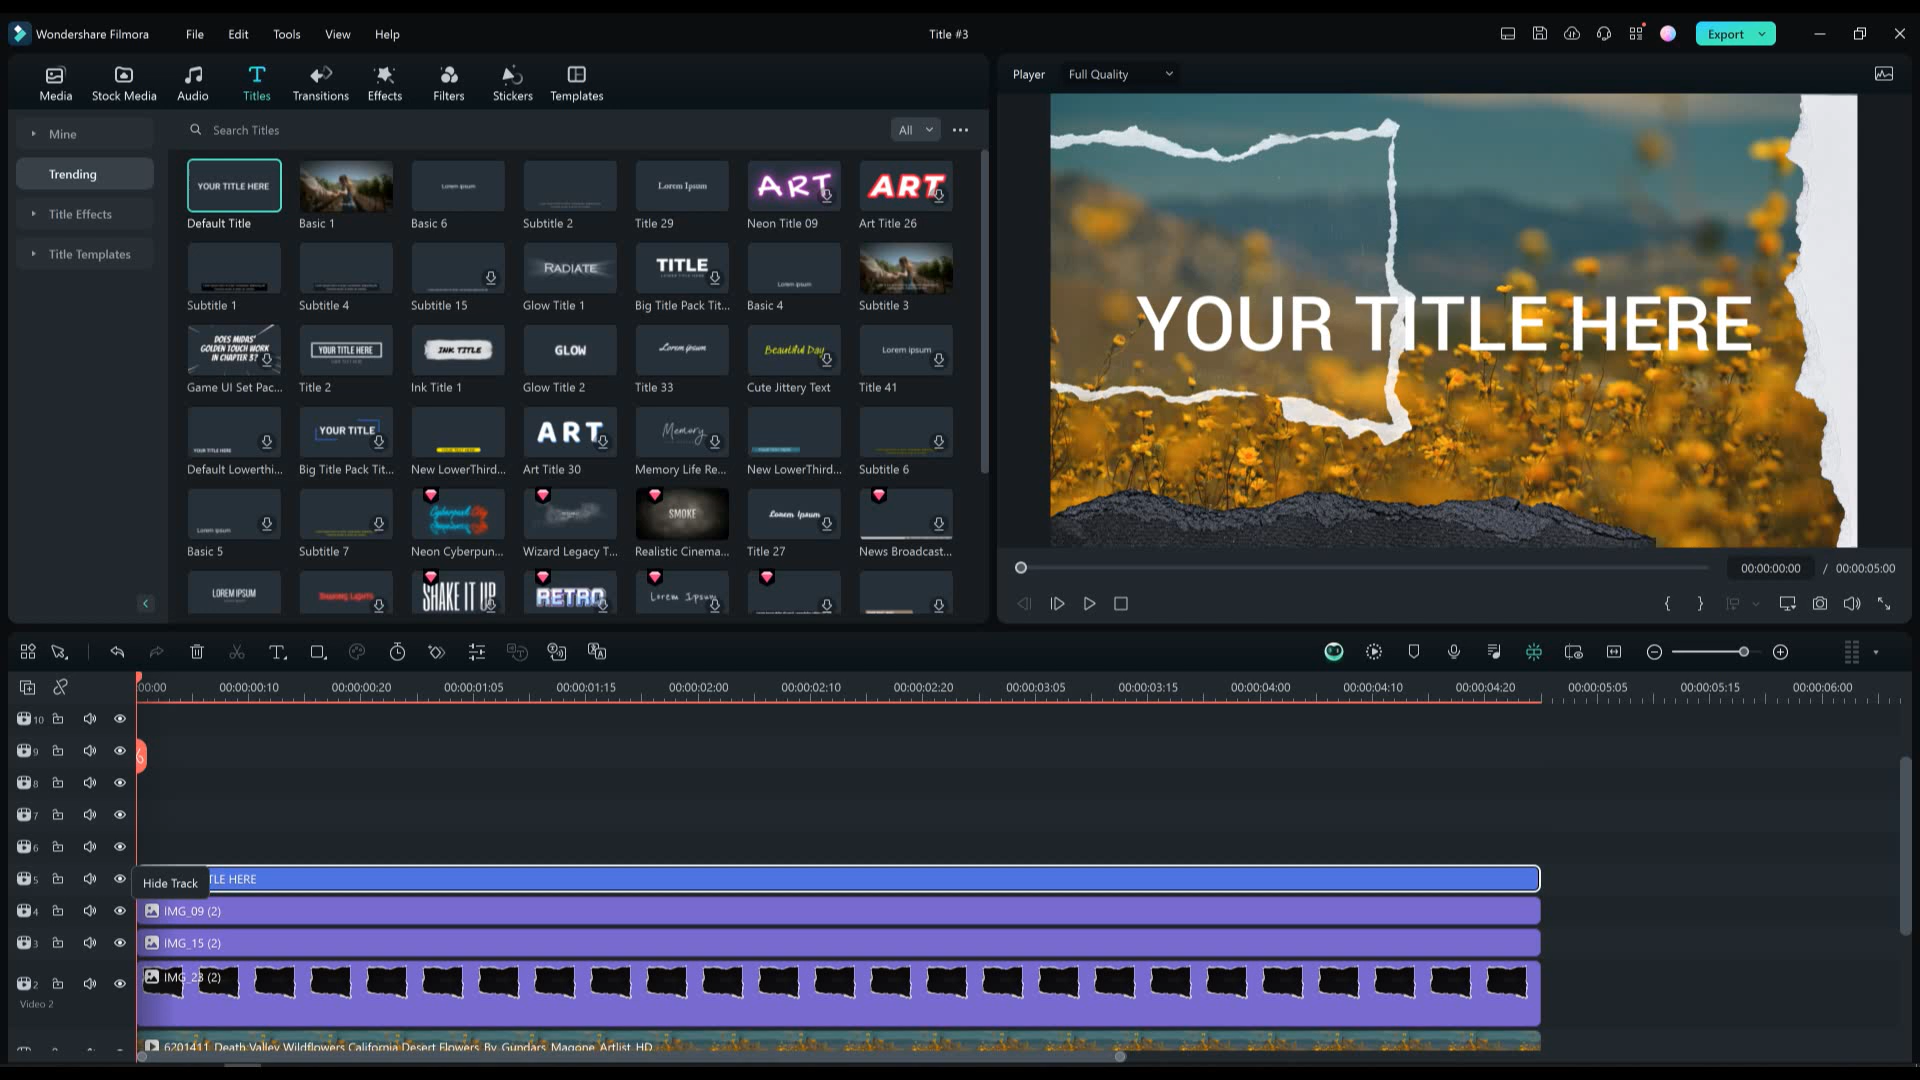 Wondershare Filmora
File Edit Tools View Help
Title #3
Export
Media Stock Media Audio Titles Transitions Effects Filters Stickers Templates
Player Full Quality
Mine
Trending
Title Effects
Title Templates
Search Titles
All
YOUR TITLE HERE Lorem ipsum Lorem Ipsum ART ART
Default Title Basic 1 Basic 6 Subtitle 2 Title 29 Neon Title 09 Art Title 26
RADIATE TITLE Lorem ipsum
Subtitle 1 Subtitle 4 Subtitle 15 Glow Title 1 Big Title Pack Tit... Basic 4 Subtitle 3
DOES MIDAS'
GOLDEN TOUCH WORK
IN CHAPTER 3?
YOUR TITLE HERE INK TITLE GLOW Lorem ipsum Beautiful Day Lorem ipsum
Game UI Set Pac... Title 2 Ink Title 1 Glow Title 2 Title 33 Cute Jittery Text Title 41
YOUR TITLE HERE YOUR TITLE ART Memory
Default Lowerthi... Big Title Pack Tit... New LowerThird... Art Title 30 Memory Life Re... New LowerThird... Subtitle 6
Lorem ipsum SMOKE Lorem Ipsum
Basic 5 Subtitle 7 Neon Cyberpun... Wizard Legacy T... Realistic Cinema... Title 27 News Broadcast...
LOREM IPSUM SHAKE IT UP RETRO Lorem Ipsum
YOUR TITLE HERE
00:00:00:00 / 00:00:05:00
00:00 00:00:00:10 00:00:00:20 00:00:01:05 00:00:01:15 00:00:02:00 00:00:02:10 00:00:02:20 00:00:03:05 00:00:03:15 00:00:04:00 00:00:04:10 00:00:04:20 00:00:05:05 00:00:05:15 00:00:06:00
10
9
8
7
6
5 Hide Track TLE HERE
4 IMG_09 (2)
3 IMG_15 (2)
2 IMG_23 (2)
Video 2
6201411_Death Valley Wildflowers California Desert Flowers_By_Gundars_Magone_Artlist_HD